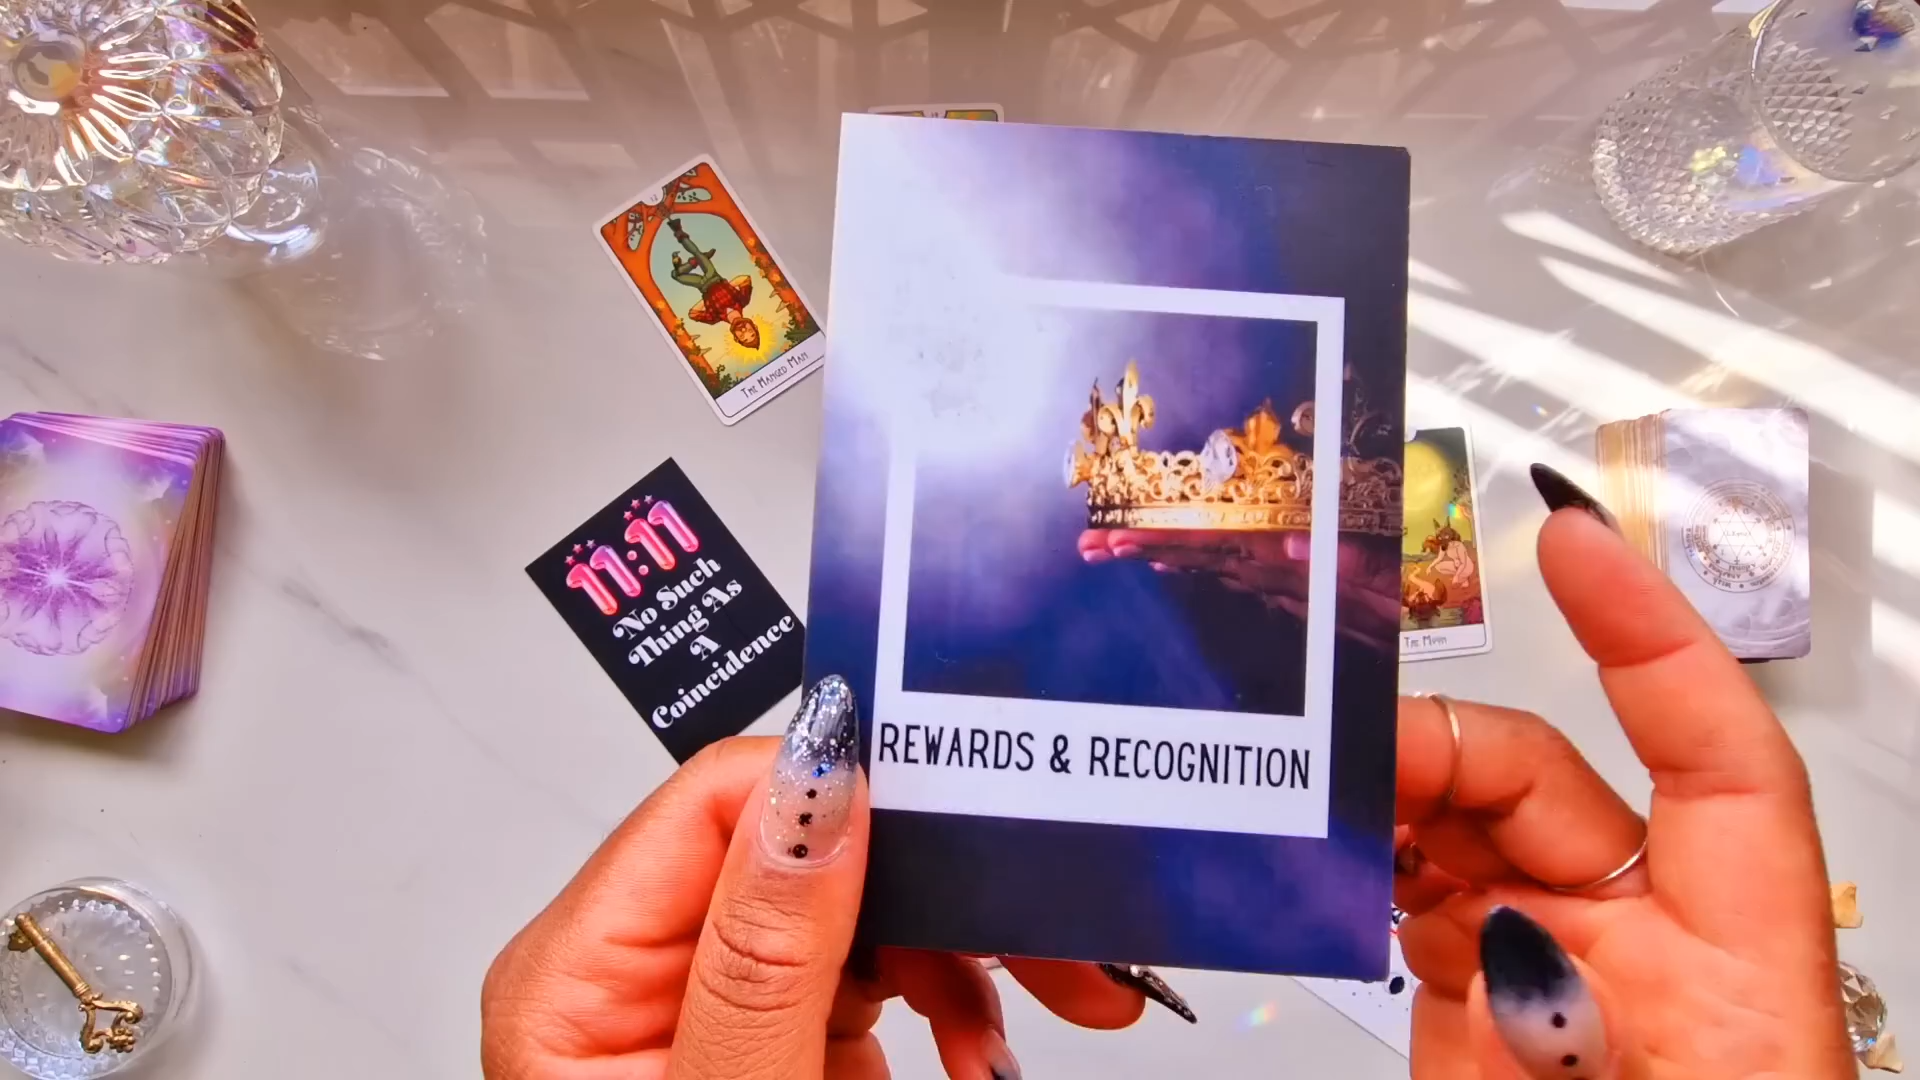 THE HANGED MAN
11:11
No Such
Thing As
A
Coincidence
REWARDS & RECOGNITION
THE MOON